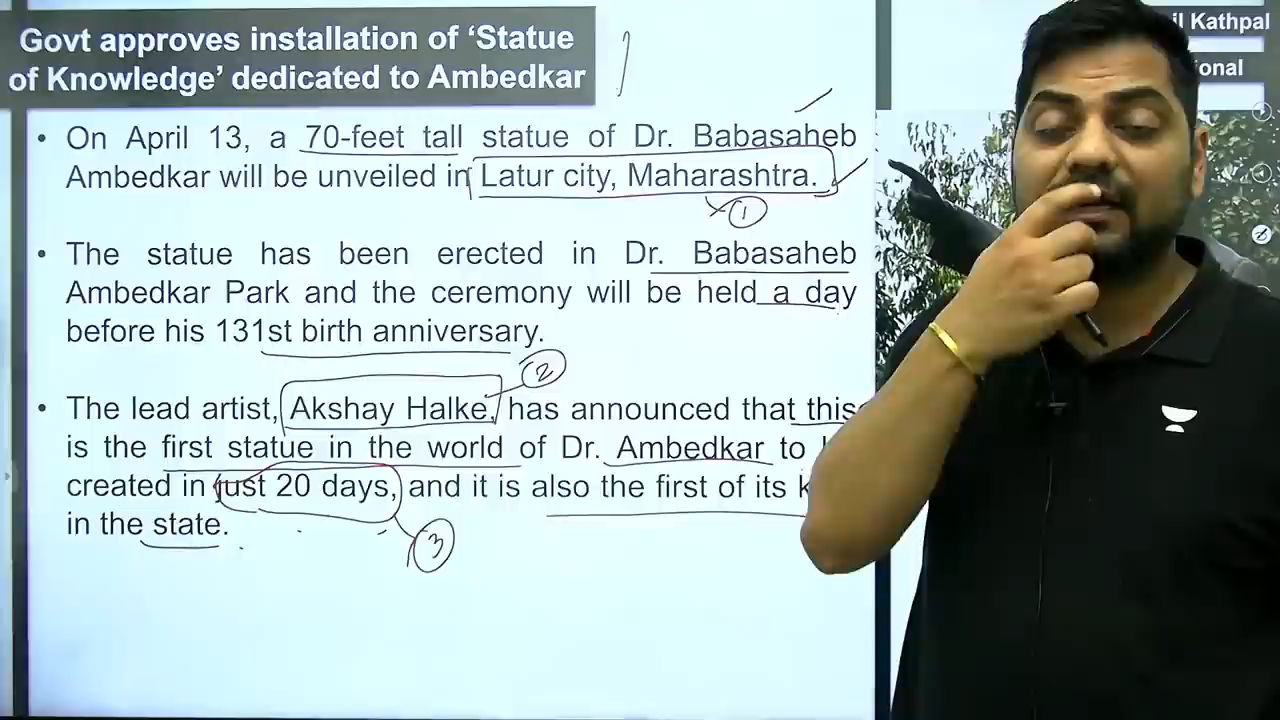 Govt approves installation of ‘Statue
of Knowledge’ dedicated to Ambedkar
il Kathpal
ional
• On April 13, a 70-feet tall statue of Dr. Babasaheb
Ambedkar will be unveiled in Latur city, Maharashtra.
1
• The statue has been erected in Dr. Babasaheb
Ambedkar Park and the ceremony will be held a day
before his 131st birth anniversary.
2
• The lead artist, Akshay Halke, has announced that this
is the first statue in the world of Dr. Ambedkar to
created in just 20 days, and it is also the first of its k
in the state.
3